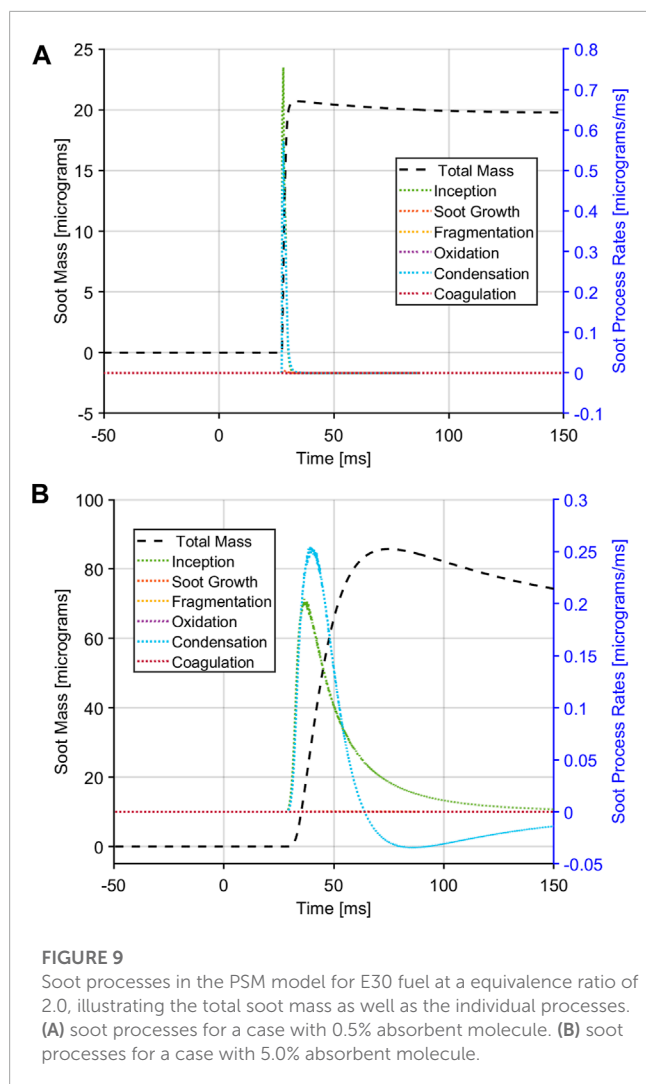 A
25
20
15
10
5
0
-5
Soot Mass [micrograms]
0.8
0.7
0.6
0.5
0.4
0.3
0.2
0.1
0
-0.1
Soot Process Rates [micrograms/ms]
Total Mass
Inception
Soot Growth
Fragmentation
Oxidation
Condensation
Coagulation
-50
0
50
100
150
Time [ms]
B
100
80
60
40
20
0
Soot Mass [micrograms]
0.3
0.25
0.2
0.15
0.1
0.05
0
-0.05
Soot Process Rates [micrograms/ms]
Total Mass
Inception
Soot Growth
Fragmentation
Oxidation
Condensation
Coagulation
-50
0
50
100
150
Time [ms]
FIGURE 9
Soot processes in the PSM model for E30 fuel at a equivalence ratio of
2.0, illustrating the total soot mass as well as the individual processes.
(A) soot processes for a case with 0.5% absorbent molecule. (B) soot
processes for a case with 5.0% absorbent molecule.